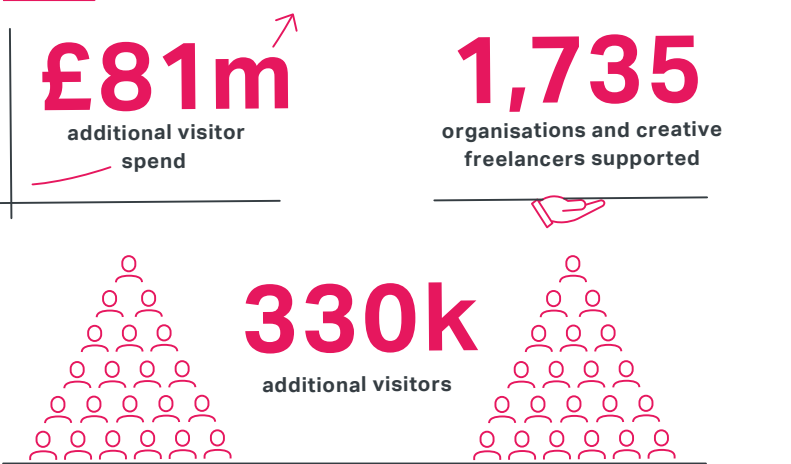 £81m
additional visitor
spend
1,735
organisations and creative
freelancers supported
330k
additional visitors